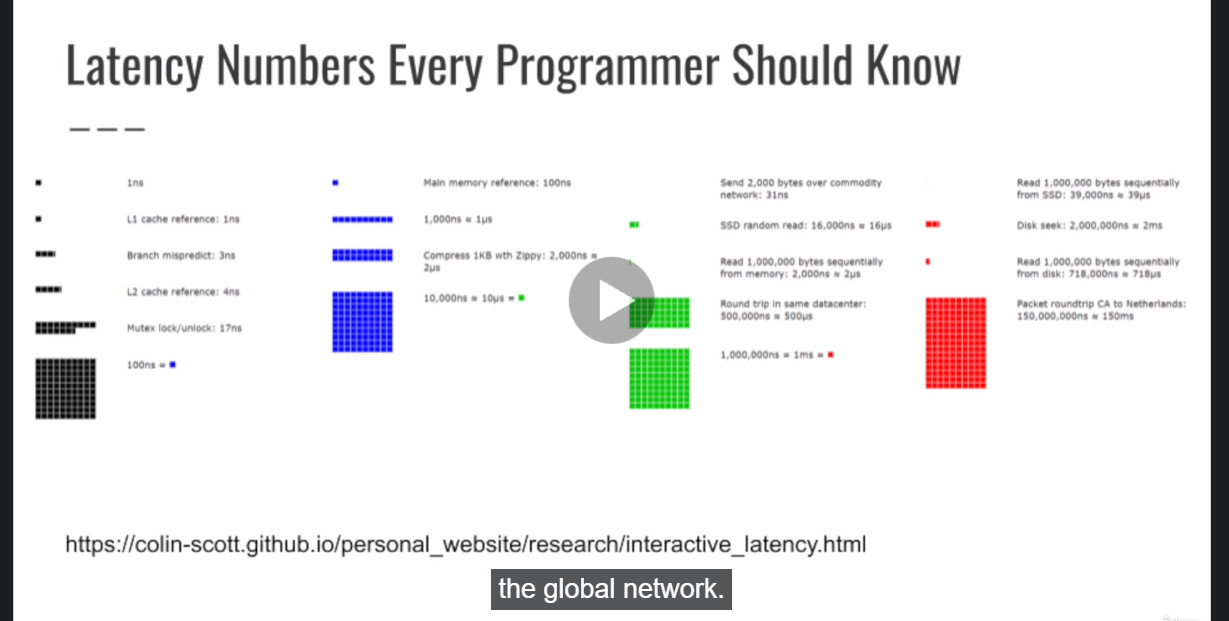 Latency Numbers Every Programmer Should Know
1ns
L1 cache reference: 1ns
Branch mispredict: 3ns
L2 cache reference: 4ns
Mutex lock/unlock: 17ns
100ns =
Main memory reference: 100ns
1,000ns ≈ 1µs
Compress 1KB wth Zippy: 2,000ns ≈
2µs
10,000ns ≈ 10µs =
Send 2,000 bytes over commodity
network: 31ns
SSD random read: 16,000ns ≈ 16µs
Read 1,000,000 bytes sequentially
from memory: 2,000ns ≈ 2µs
Round trip in same datacenter:
500,000ns ≈ 500µs
1,000,000ns = 1ms =
Read 1,000,000 bytes sequentially
from SSD: 39,000ns ≈ 39µs
Disk seek: 2,000,000ns ≈ 2ms
Read 1,000,000 bytes sequentially
from disk: 718,000ns ≈ 718µs
Packet roundtrip CA to Netherlands:
150,000,000ns ≈ 150ms
https://colin-scott.github.io/personal_website/research/interactive_latency.html
the global network.